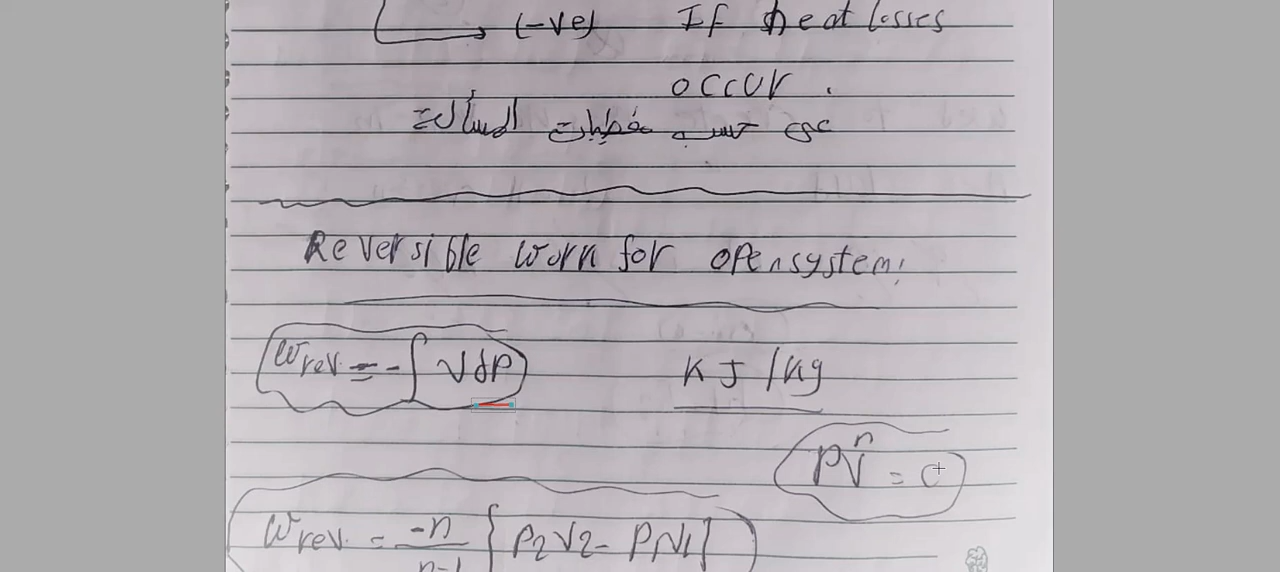 (-ve) If heat losses
occur.
على حسب معطيات المسألة
Reversible work for open system:
Wrev. = -∫ V dP KJ/Kg
PVⁿ = C
Wrev. = -n/n-1 [P2V2 - P1V1]